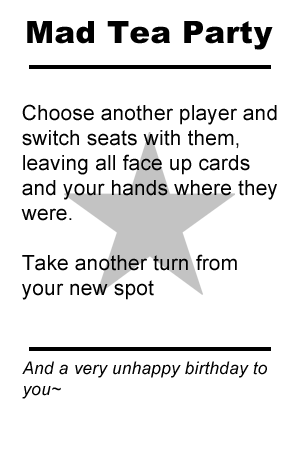 Mad Tea Party
Choose another player and
switch seats with them,
leaving all face up cards
and your hands where they
were.
Take another turn from
your new spot
And a very unhappy birthday to
you~